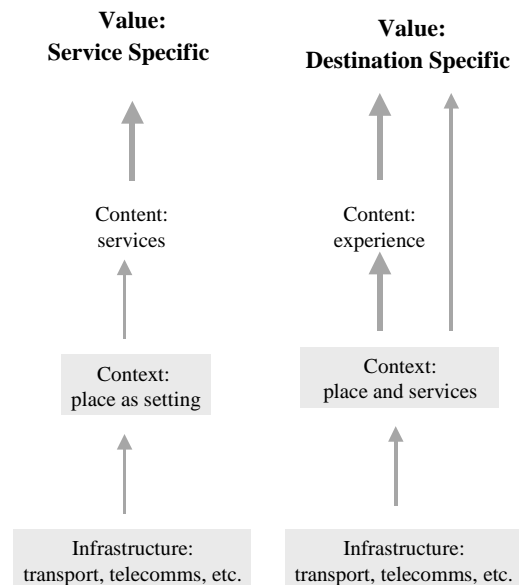 Value:
Service Specific
Content:
services
Context:
place as setting
Infrastructure:
transport, telecomms, etc.
Value:
Destination Specific
Content:
experience
Context:
place and services
Infrastructure:
transport, telecomms, etc.